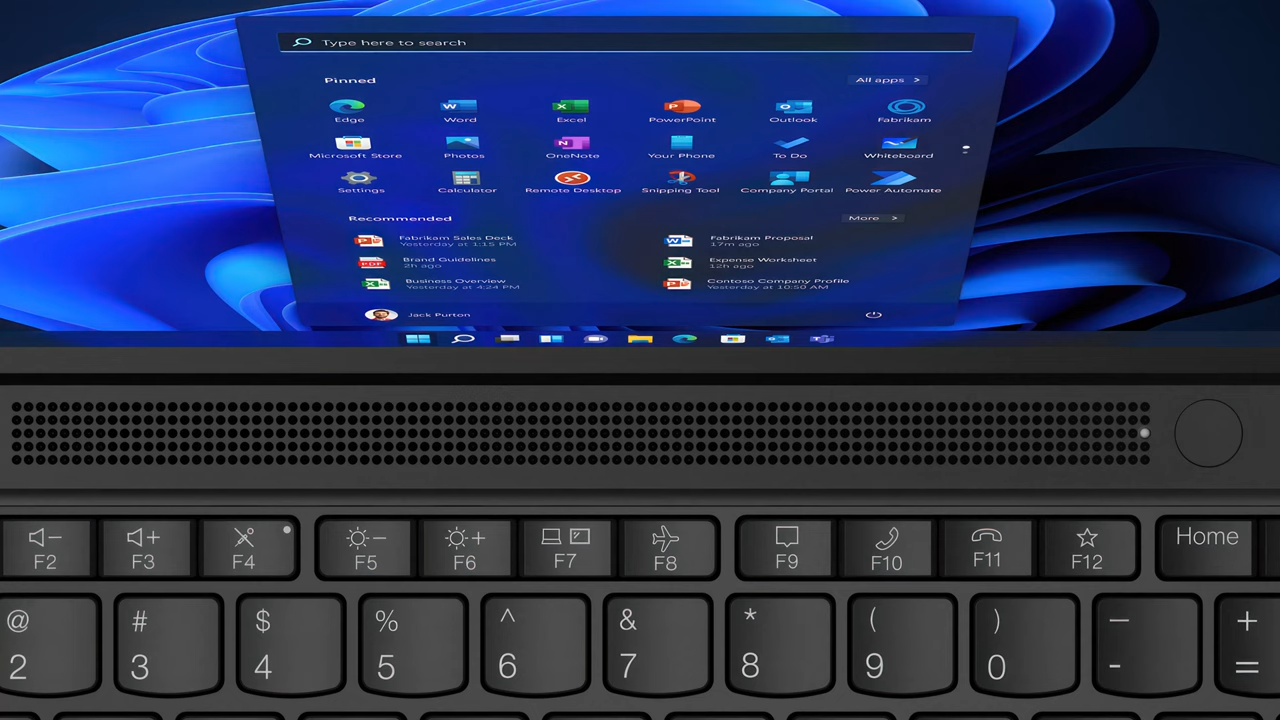 Type here to search
Pinned
All apps >
Edge Word Excel PowerPoint Outlook Fabrikam
Microsoft Store Photos OneNote Your Phone To Do Whiteboard
Settings Calculator Remote Desktop Snipping Tool Company Portal Power Automate
Recommended
More >
Fabrikam Sales Deck
Yesterday at 1:15 PM
Fabrikam Proposal
17m ago
Brand Guidelines
2h ago
Expense Worksheet
12h ago
Business Overview
Yesterday at 4:24 PM
Contoso Company Profile
Yesterday at 10:50 AM
Jack Purton
F2 F3 F4 F5 F6 F7 F8 F9 F10 F11 F12 Home
@ # $ % ^ & * ( ) — +
2 3 4 5 6 7 8 9 0 - =